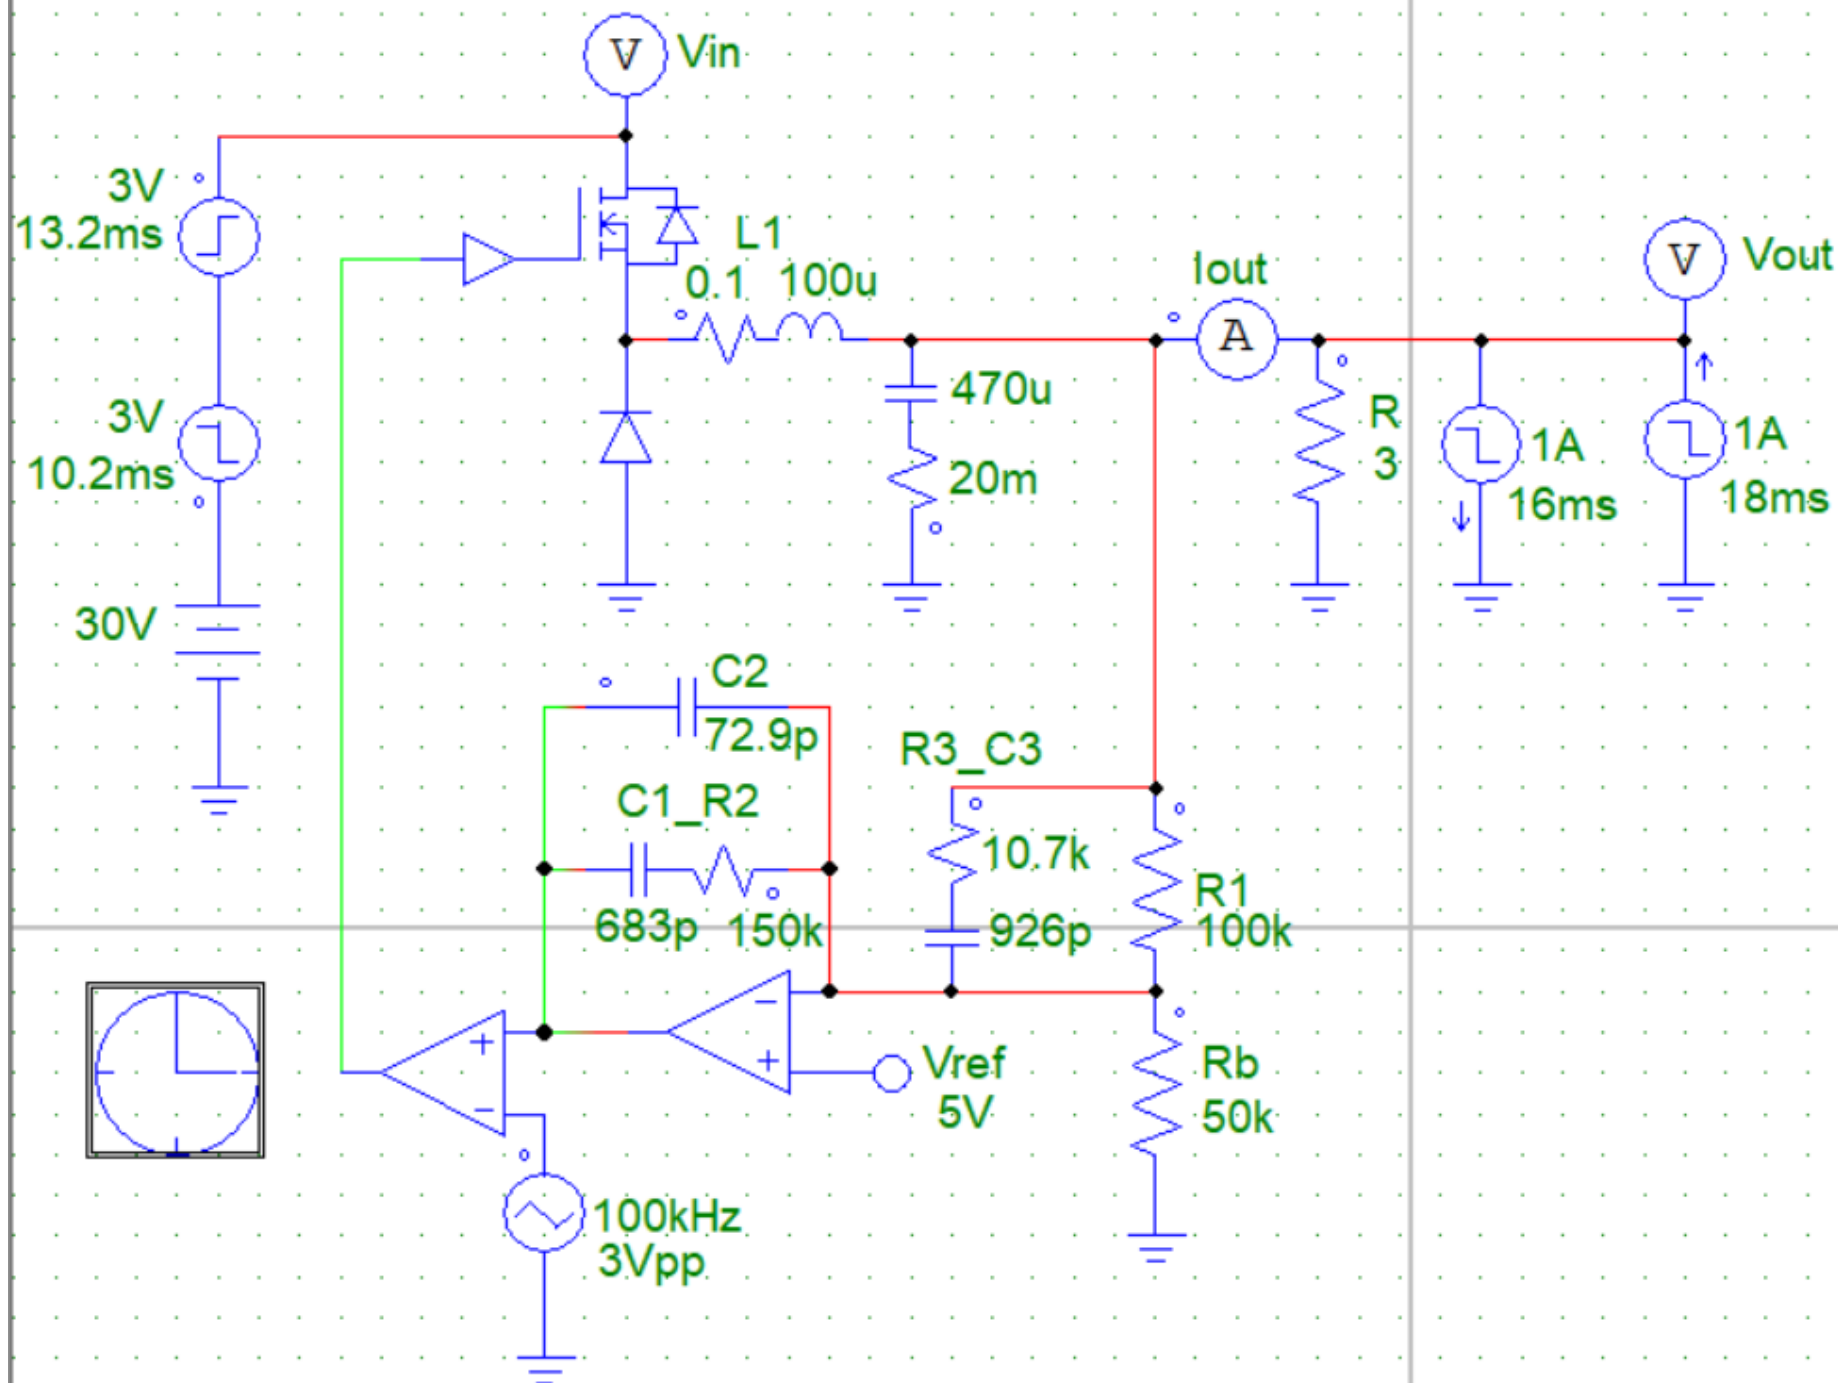 V Vin
3V
13.2ms
L1
0.1 100u
Iout
A
V Vout
3V
10.2ms
470u
20m
R
3
1A
16ms
1A
18ms
30V
C2
72.9p
R3_C3
C1_R2
10.7k
683p 150k
926p
R1
100k
Vref
5V
Rb
50k
100kHz
3Vpp